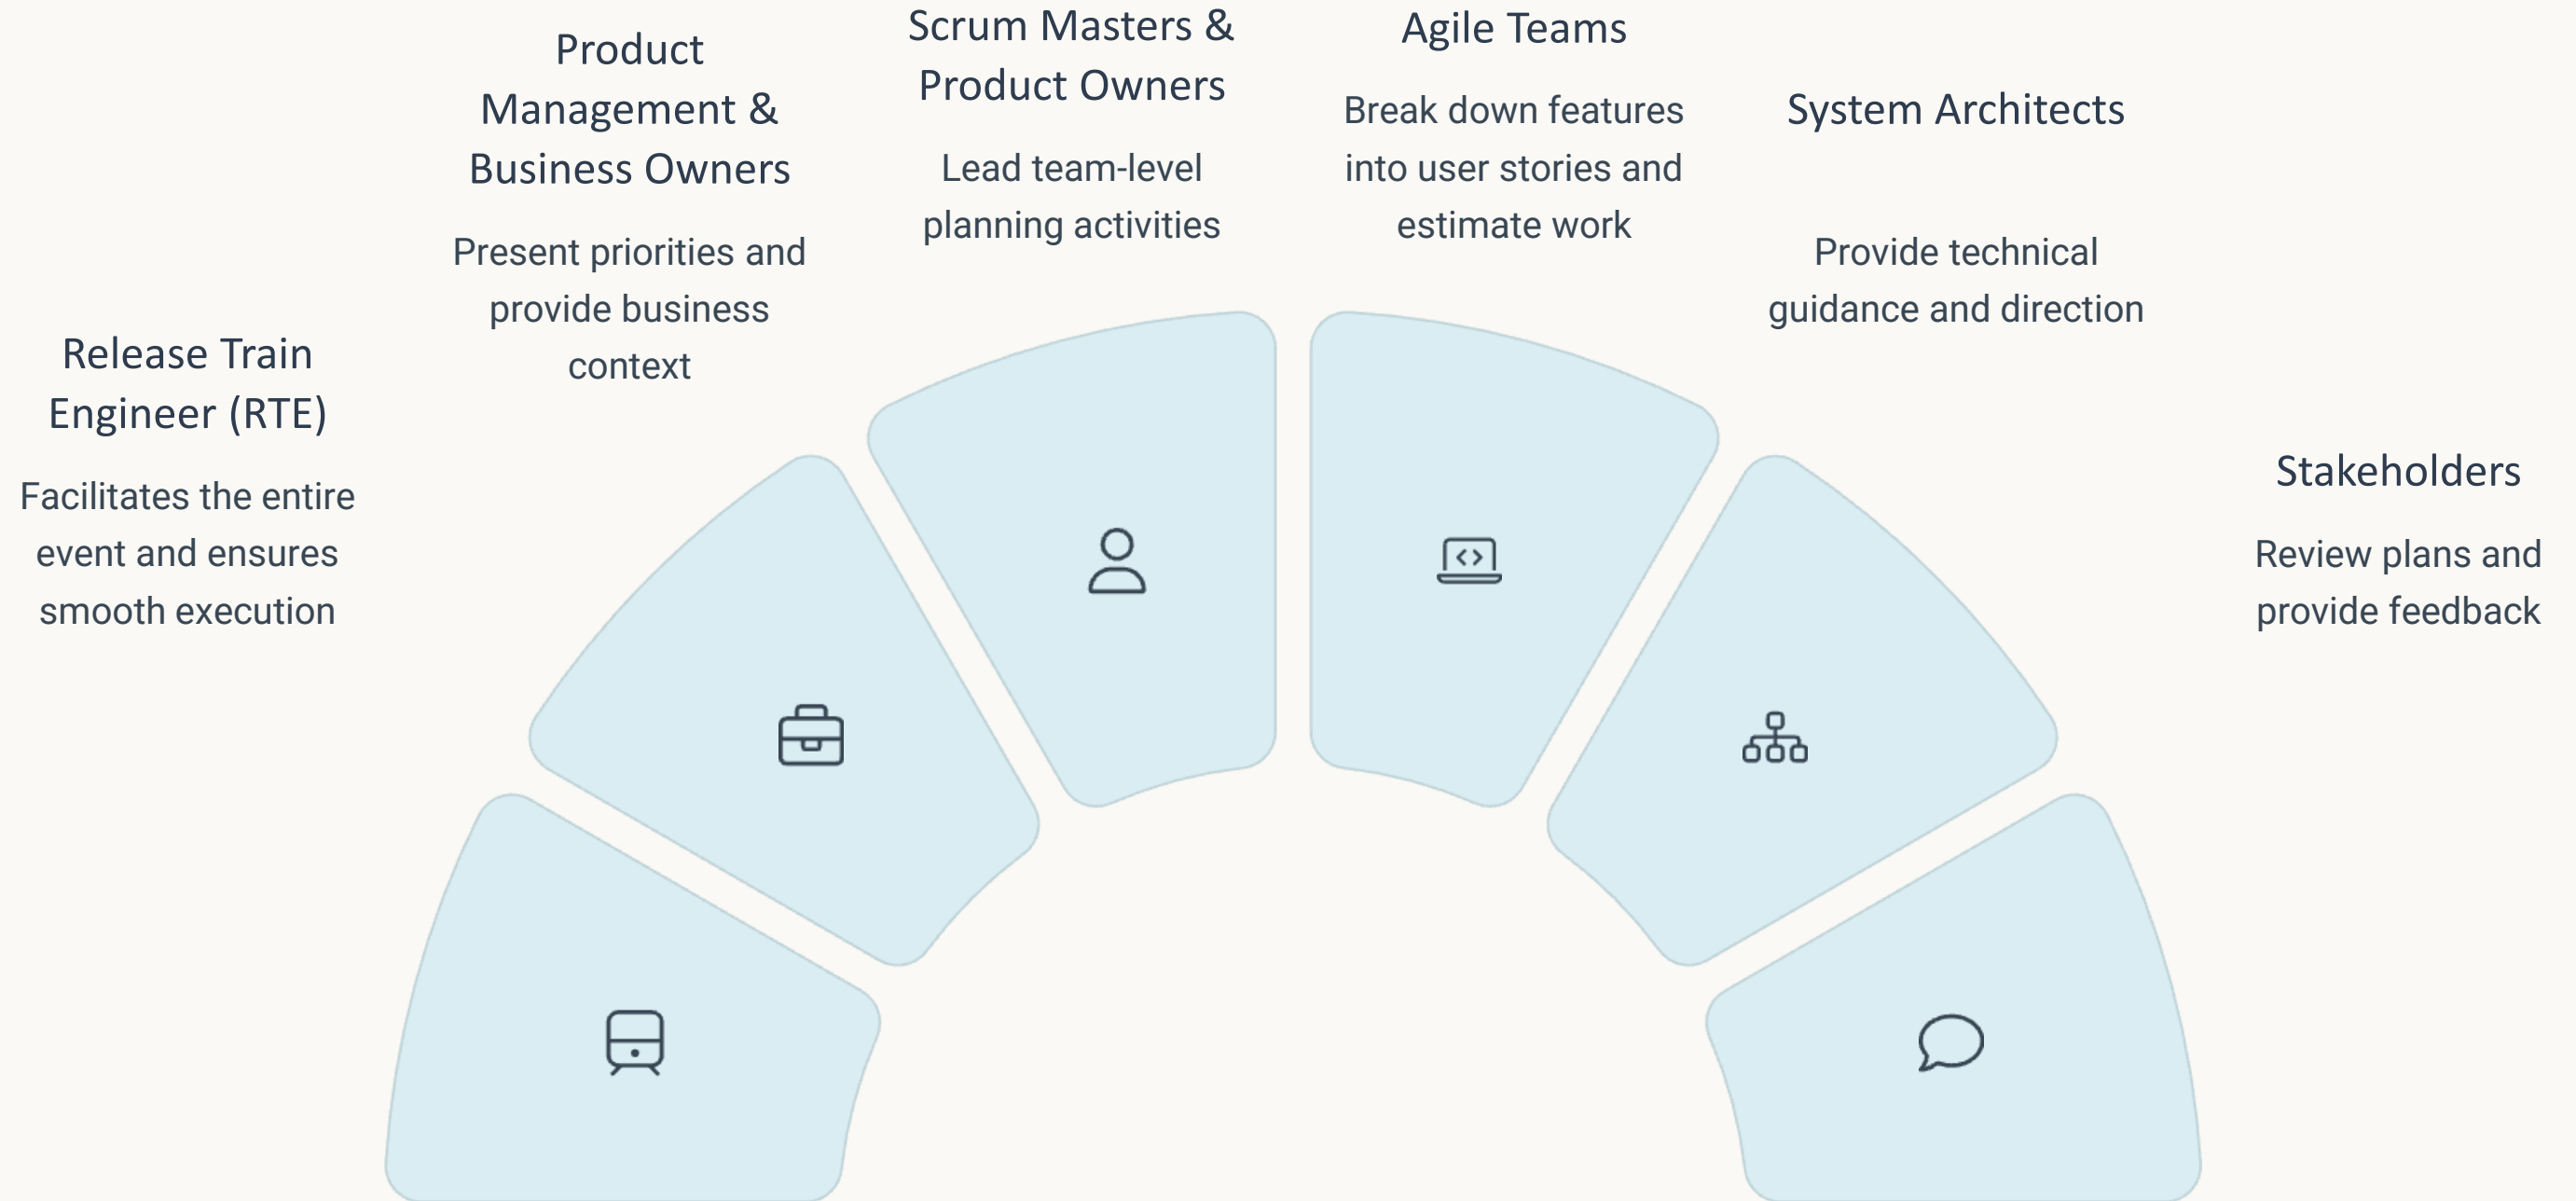 Release Train
Engineer (RTE)
Facilitates the entire
event and ensures
smooth execution
Product
Management &
Business Owners
Present priorities and
provide business
context
Scrum Masters &
Product Owners
Lead team-level
planning activities
Agile Teams
Break down features
into user stories and
estimate work
System Architects
Provide technical
guidance and direction
Stakeholders
Review plans and
provide feedback